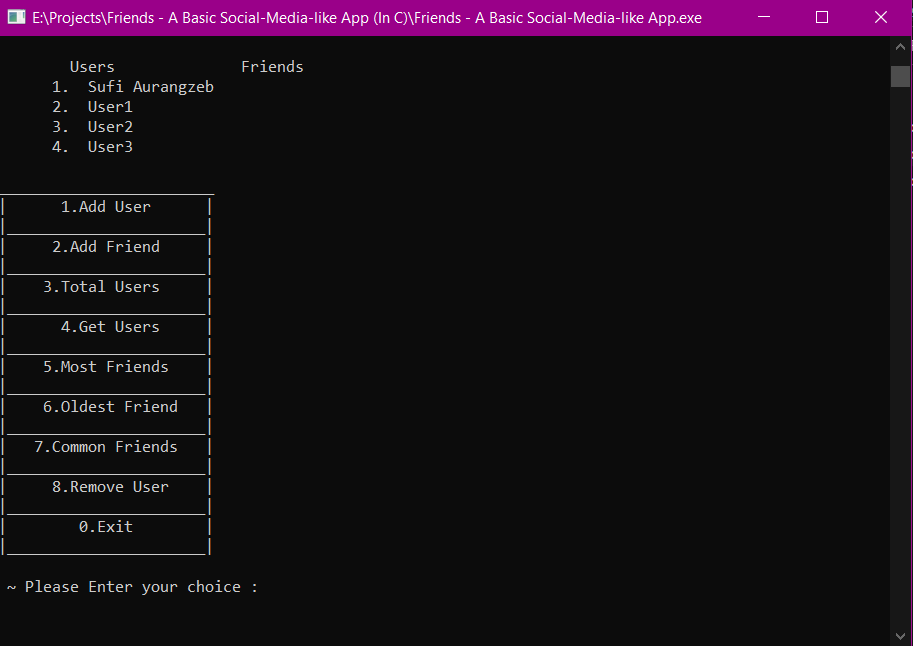 E:\Projects\Friends - A Basic Social-Media-like App (In C)\Friends - A Basic Social-Media-like App.exe
Users Friends
1. Sufi Aurangzeb
2. User1
3. User2
4. User3
1.Add User
2.Add Friend
3.Total Users
4.Get Users
5.Most Friends
6.Oldest Friend
7.Common Friends
8.Remove User
0.Exit
~ Please Enter your choice :